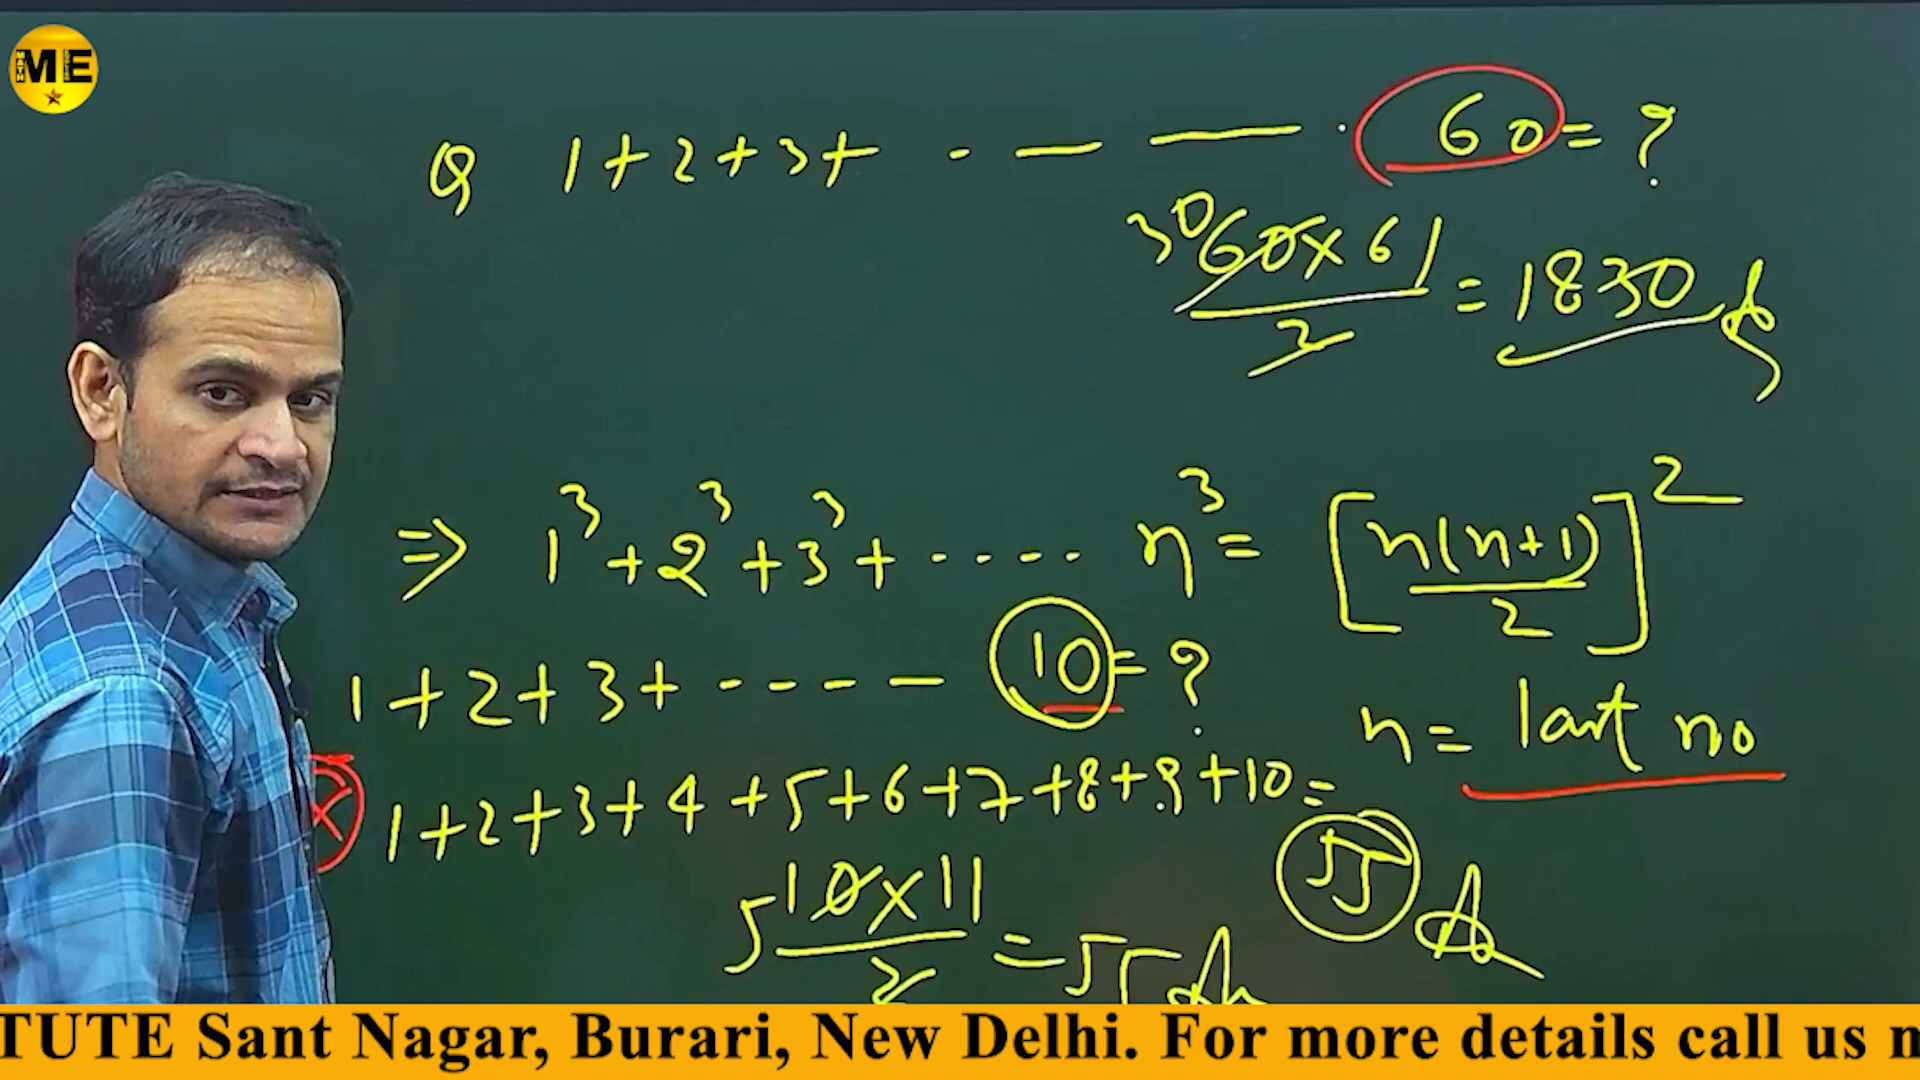 ME
Q 1+2+3+ . — — . 60 = ?
30 60×61/2 = 1830 A
⇒ 1³+2³+3³+ .... n³ = [n(n+1)/2]²
1+2+3+ ---- — 10 = ?
n = last no
× 1+2+3+4+5+6+7+8+9+10 =
55 A
5 10×11/2 = 55 A
TUTE Sant Nagar, Burari, New Delhi. For more details call us